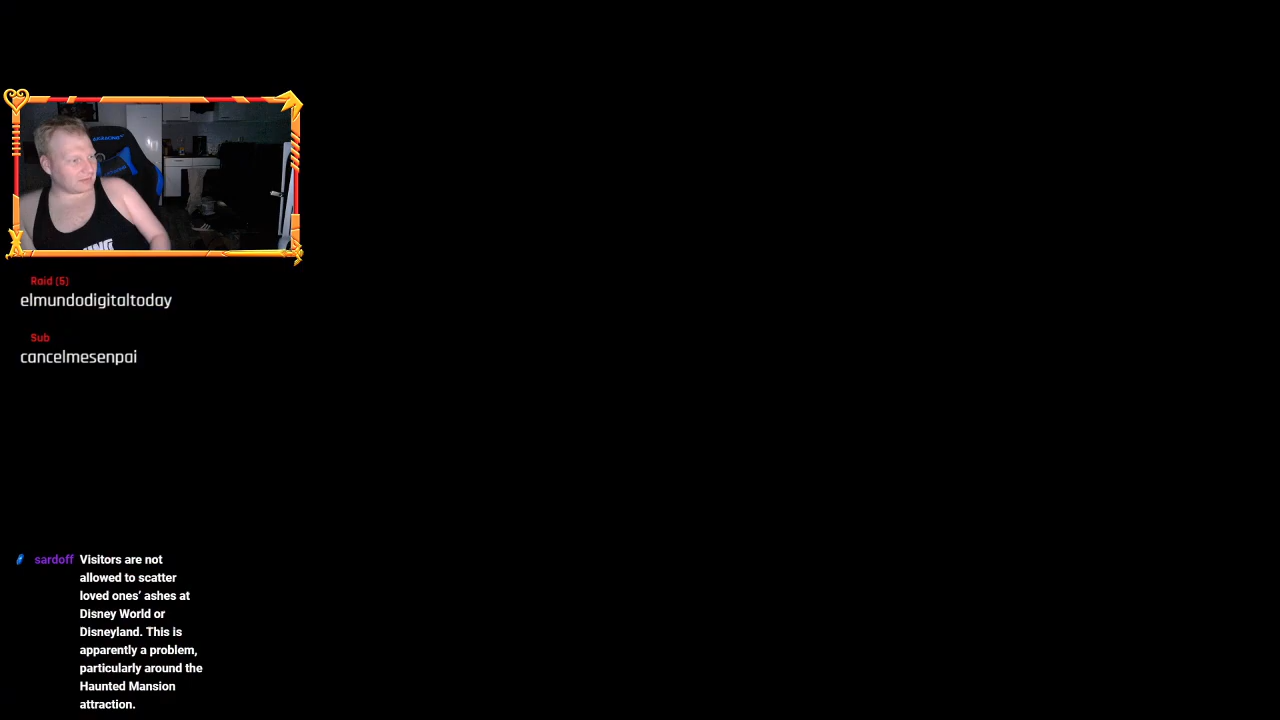 AKRACING
Raid (5)
elmundodigitaltoday
Sub
cancelmesenpai
sardoff Visitors are not
allowed to scatter
loved ones’ ashes at
Disney World or
Disneyland. This is
apparently a problem,
particularly around the
Haunted Mansion
attraction.